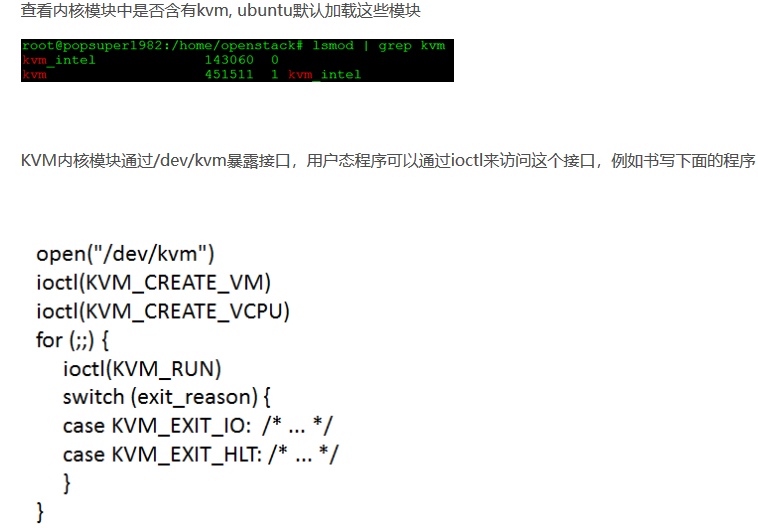 查看内核模块中是否含有kvm, ubuntu默认加载这些模块
root@popsuper1982:/home/openstack# lsmod | grep kvm
kvm_intel 143060 0
kvm 451511 1 kvm_intel
KVM内核模块通过/dev/kvm暴露接口，用户态程序可以通过ioctl来访问这个接口，例如书写下面的程序
open("/dev/kvm")
ioctl(KVM_CREATE_VM)
ioctl(KVM_CREATE_VCPU)
for (;;) {
ioctl(KVM_RUN)
switch (exit_reason) {
case KVM_EXIT_IO: /* ... */
case KVM_EXIT_HLT: /* ... */
}
}